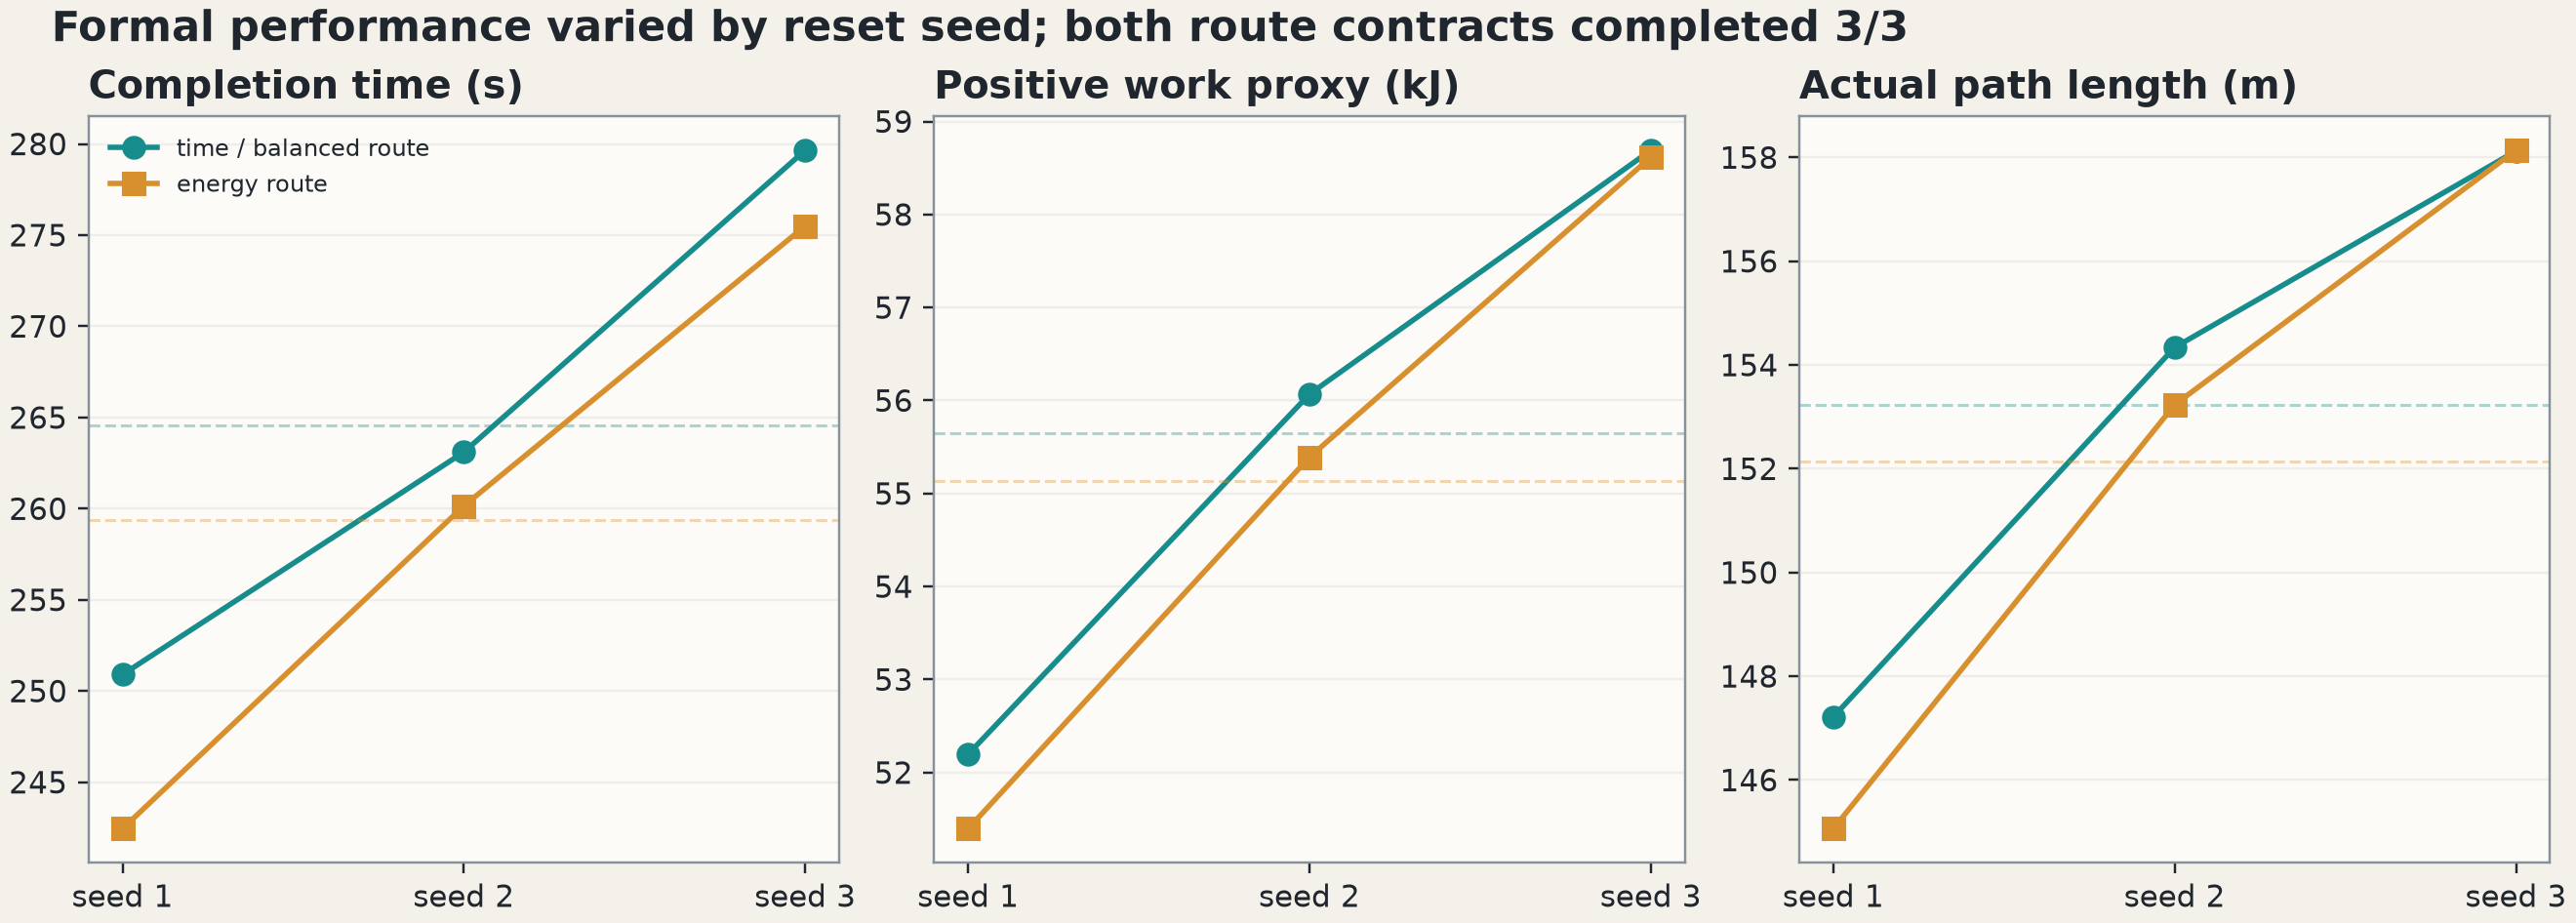 Formal performance varied by reset seed; both route contracts completed 3/3
Completion time (s)
280
275
270
265
260
255
250
245
time / balanced route
energy route
seed 1
seed 2
seed 3
Positive work proxy (kJ)
59
58
57
56
55
54
53
52
seed 1
seed 2
seed 3
Actual path length (m)
158
156
154
152
150
148
146
seed 1
seed 2
seed 3